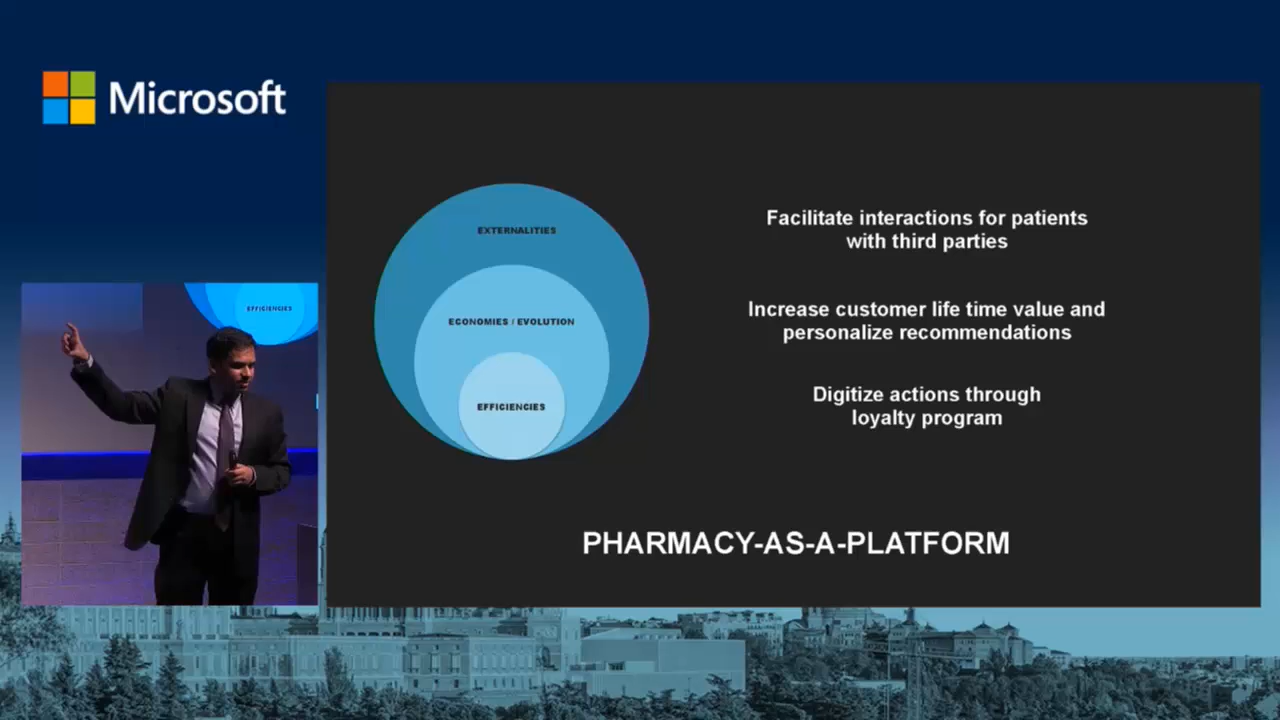 Microsoft
EXTERNALITIES
Facilitate interactions for patients
with third parties
ECONOMIES / EVOLUTION
Increase customer life time value and
personalize recommendations
EFFICIENCIES
Digitize actions through
loyalty program
PHARMACY-AS-A-PLATFORM
EFFICIENCIES